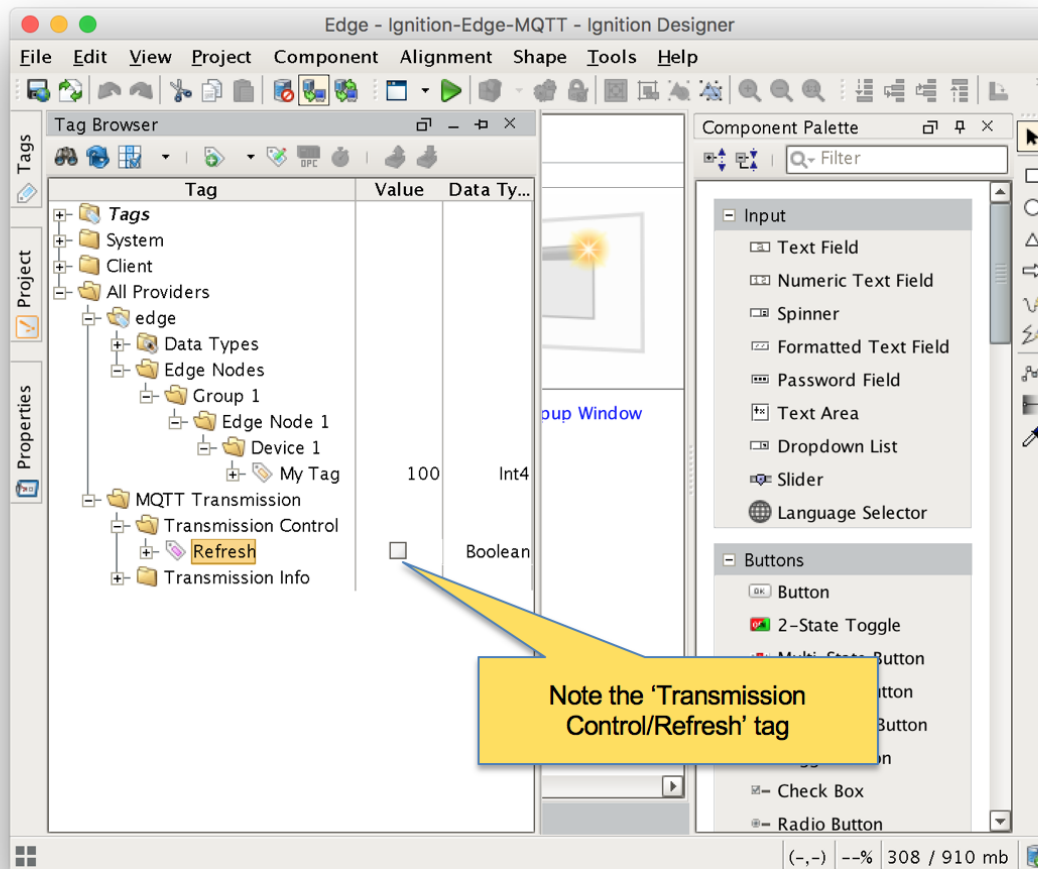 Edge - Ignition-Edge-MQTT - Ignition Designer
File Edit View Project Component Alignment Shape Tools Help
Tags
Project
Properties
Tag Browser
Tag Value Data Ty...
Tags
System
Client
All Providers
edge
Data Types
Edge Nodes
Group 1
Edge Node 1
Device 1
My Tag 100 Int4
MQTT Transmission
Transmission Control
Refresh Boolean
Transmission Info
pup Window
Note the ‘Transmission
Control/Refresh’ tag
Component Palette
Filter
Input
Text Field
Numeric Text Field
Spinner
Formatted Text Field
Password Field
Text Area
Dropdown List
Slider
Language Selector
Buttons
Button
2-State Toggle
Button
tton
Button
n
Check Box
Radio Button
(-,-) --% 308 / 910 mb